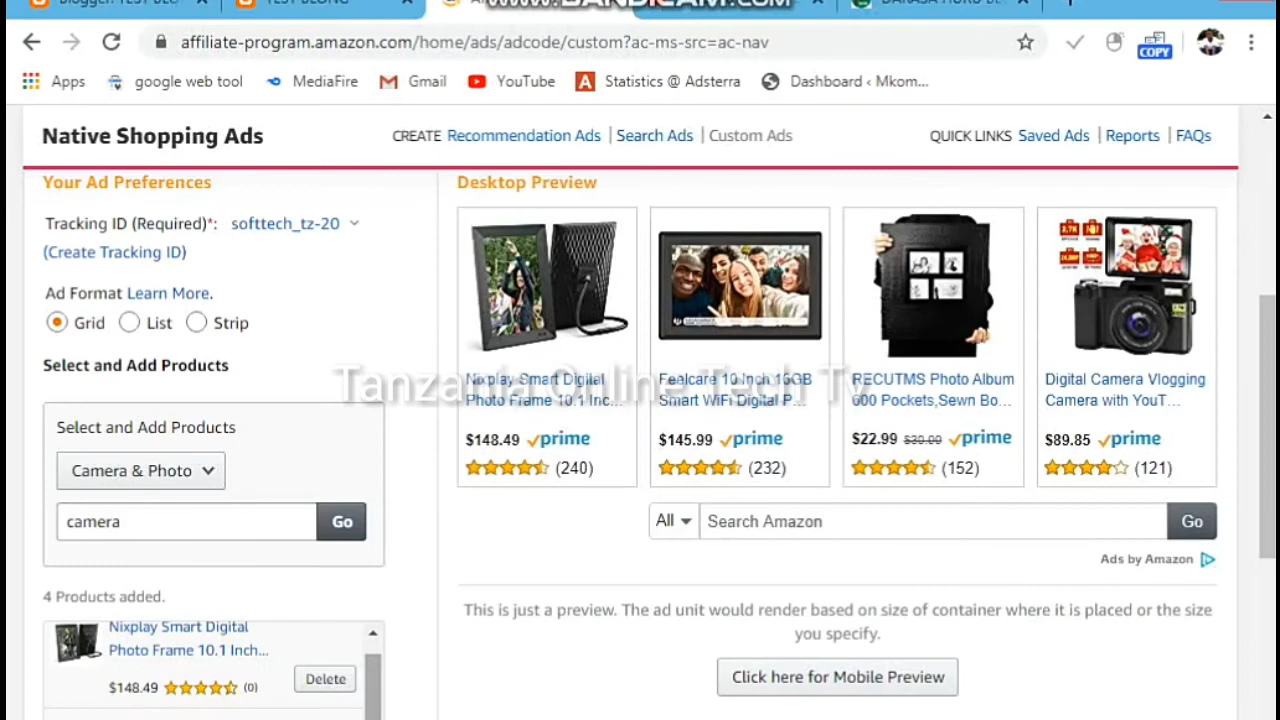 Blogger: TEST BLO
TEST BLONG
WWW.BANDICAM.COM
affiliate-program.amazon.com/home/ads/adcode/custom?ac-ms-src=ac-nav
COPY
Apps google web tool MediaFire Gmail YouTube Statistics @ Adsterra Dashboard ‹ Mkom...
Native Shopping Ads CREATE Recommendation Ads | Search Ads | Custom Ads QUICK LINKS Saved Ads | Reports | FAQs
Your Ad Preferences
Tracking ID (Required)*: softtech_tz-20
(Create Tracking ID)
Ad Format Learn More.
Grid List Strip
Select and Add Products
Select and Add Products
Camera & Photo
camera Go
4 Products added.
Nixplay Smart Digital
Photo Frame 10.1 Inch...
$148.49 (0) Delete
Desktop Preview
Nixplay Smart Digital
Photo Frame 10.1 Inc...
$148.49 prime
(240)
Feelcare 10 Inch 16GB
Smart WiFi Digital P...
$145.99 prime
(232)
RECUTMS Photo Album
600 Pockets,Sewn Bo...
$22.99 $30.00 prime
(152)
Digital Camera Vlogging
Camera with YouT...
$89.85 prime
(121)
Tanzania Online Tech Tv
All Search Amazon Go
Ads by Amazon
This is just a preview. The ad unit would render based on size of container where it is placed or the size
you specify.
Click here for Mobile Preview